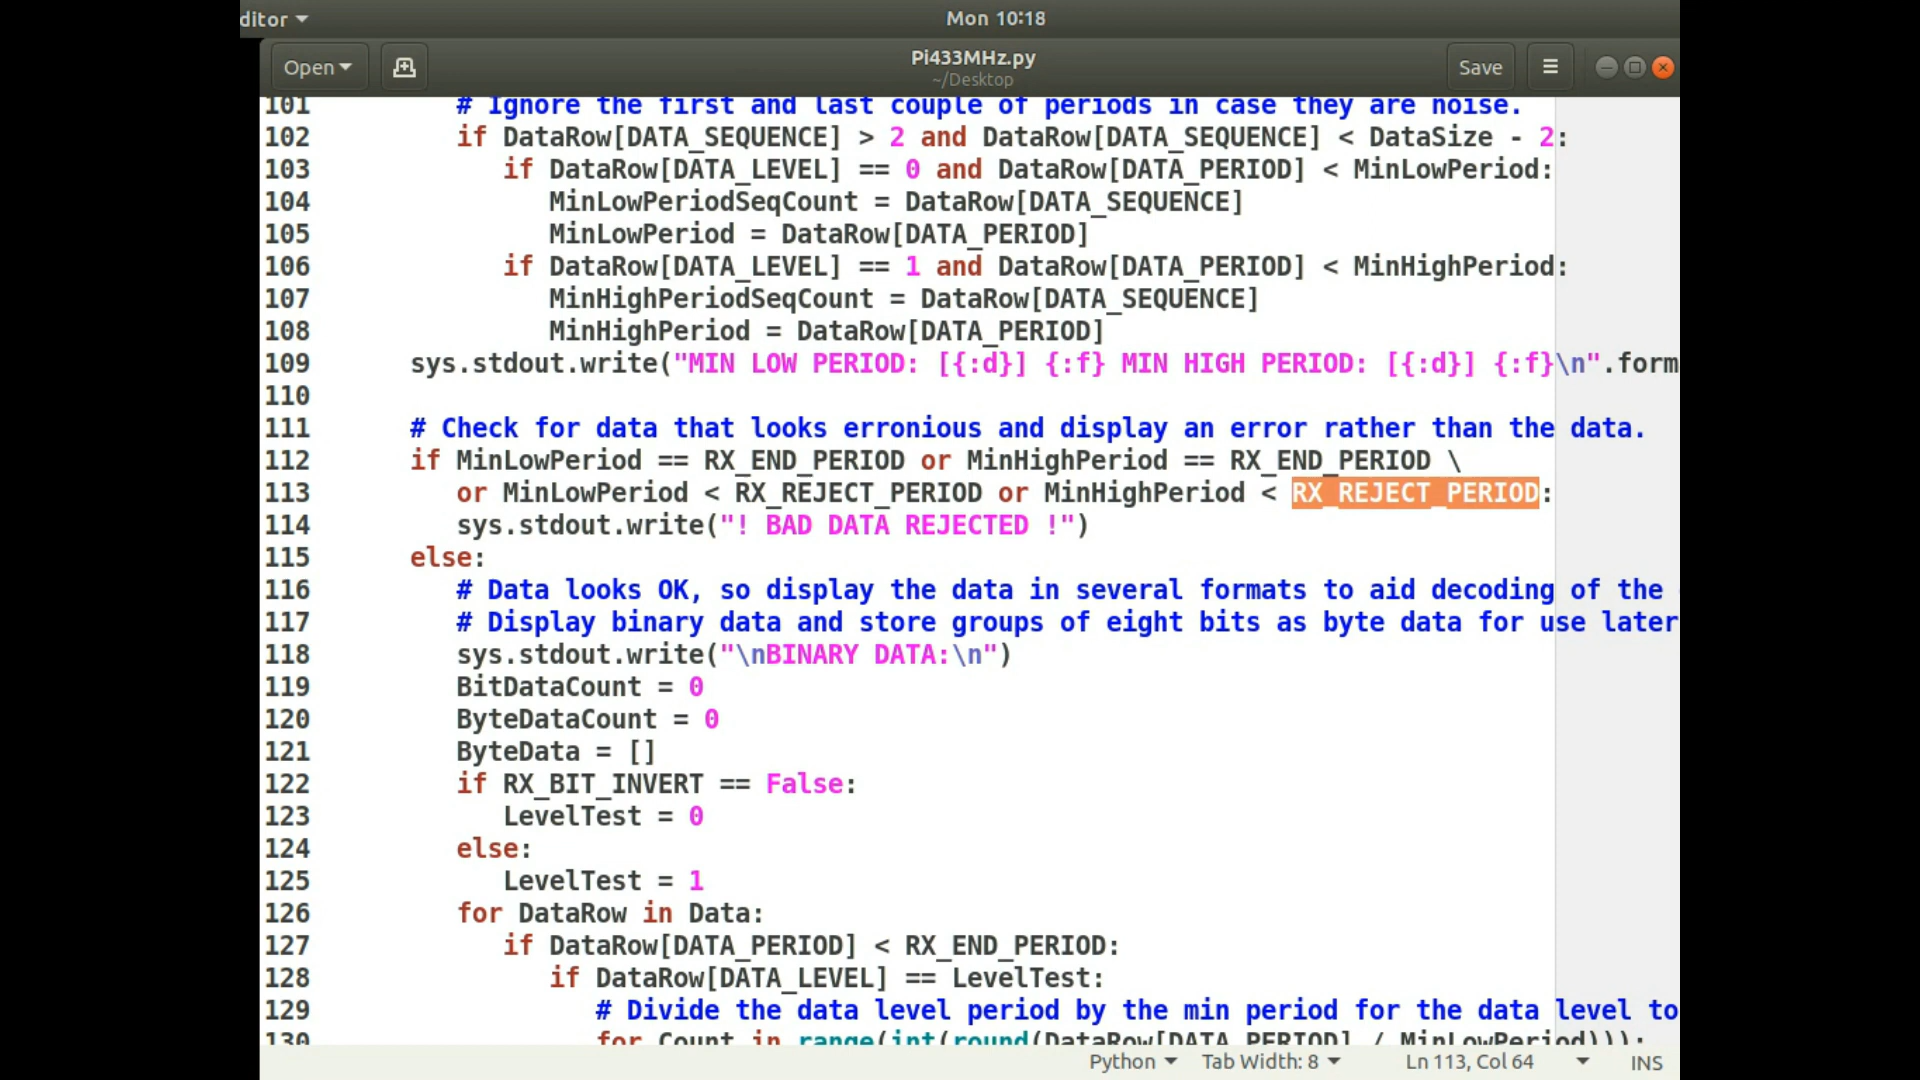 ditor
Mon 10:18
Open
Pi433MHz.py
~/Desktop
Save
101 # Ignore the first and last couple of periods in case they are noise.
102 if DataRow[DATA_SEQUENCE] > 2 and DataRow[DATA_SEQUENCE] < DataSize - 2:
103 if DataRow[DATA_LEVEL] == 0 and DataRow[DATA_PERIOD] < MinLowPeriod:
104 MinLowPeriodSeqCount = DataRow[DATA_SEQUENCE]
105 MinLowPeriod = DataRow[DATA_PERIOD]
106 if DataRow[DATA_LEVEL] == 1 and DataRow[DATA_PERIOD] < MinHighPeriod:
107 MinHighPeriodSeqCount = DataRow[DATA_SEQUENCE]
108 MinHighPeriod = DataRow[DATA_PERIOD]
109 sys.stdout.write("MIN LOW PERIOD: [{:d}] {:f} MIN HIGH PERIOD: [{:d}] {:f}\n".form
110
111 # Check for data that looks erronious and display an error rather than the data.
112 if MinLowPeriod == RX_END_PERIOD or MinHighPeriod == RX_END_PERIOD \
113 or MinLowPeriod < RX_REJECT_PERIOD or MinHighPeriod < RX_REJECT_PERIOD:
114 sys.stdout.write("! BAD DATA REJECTED !")
115 else:
116 # Data looks OK, so display the data in several formats to aid decoding of the
117 # Display binary data and store groups of eight bits as byte data for use later
118 sys.stdout.write("\nBINARY DATA:\n")
119 BitDataCount = 0
120 ByteDataCount = 0
121 ByteData = []
122 if RX_BIT_INVERT == False:
123 LevelTest = 0
124 else:
125 LevelTest = 1
126 for DataRow in Data:
127 if DataRow[DATA_PERIOD] < RX_END_PERIOD:
128 if DataRow[DATA_LEVEL] == LevelTest:
129 # Divide the data level period by the min period for the data level to
130 for Count in range(int(round(DataRow[DATA_PERIOD] / MinLowPeriod))):
Python Tab Width: 8 Ln 113, Col 64 INS